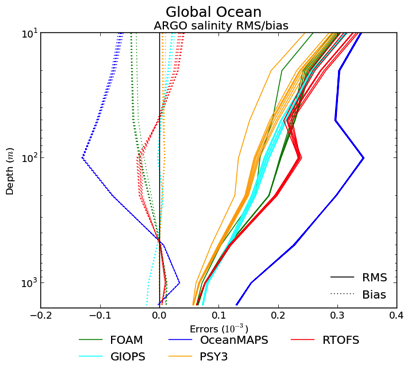 Global Ocean
ARGO salinity RMS/bias
10¹
10²
10³
Depth (m)
RMS
Bias
−0.2 −0.1 0.0 0.1 0.2 0.3 0.4
Errors (10⁻³)
FOAM OceanMAPS RTOFS
GIOPS PSY3